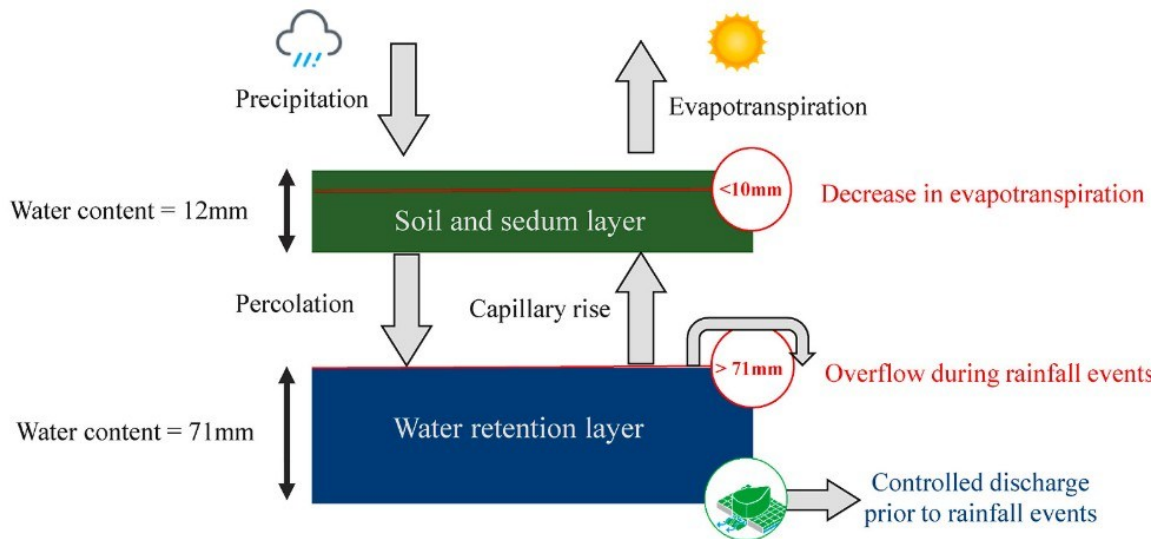 Precipitation
Evapotranspiration
<10mm
Decrease in evapotranspiration
Water content = 12mm
Soil and sedum layer
Percolation
Capillary rise
> 71mm
Overflow during rainfall events
Water content = 71mm
Water retention layer
Controlled discharge
prior to rainfall events